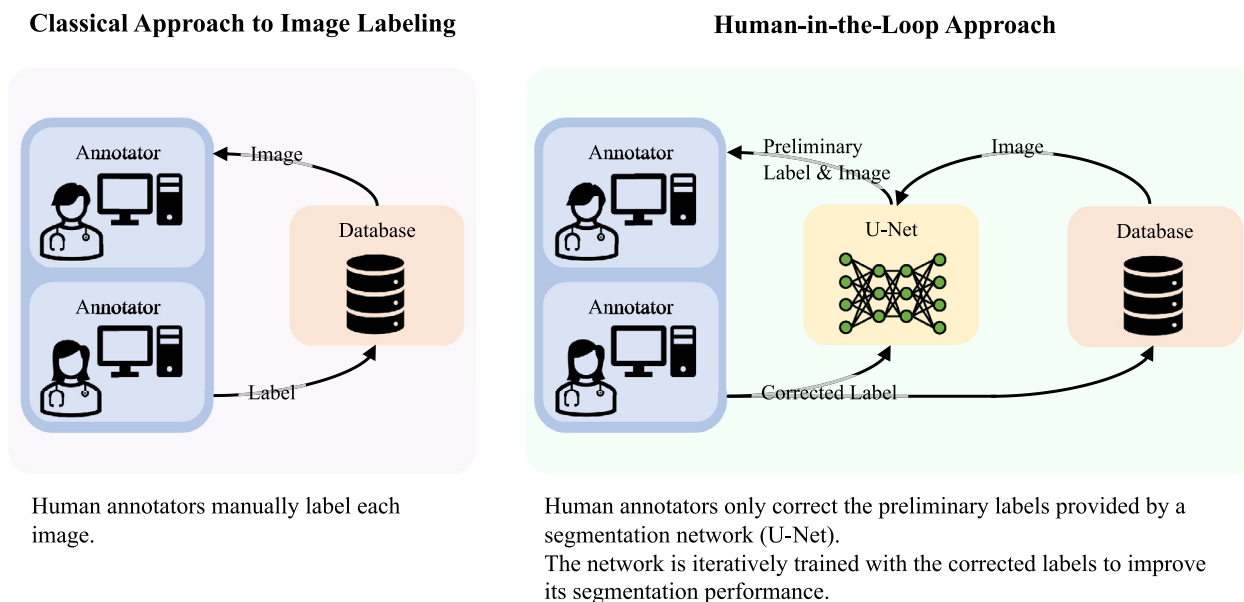 Classical Approach to Image Labeling
Annotator
Image
Database
Annotator
Label
Human annotators manually label each
image.
Human-in-the-Loop Approach
Annotator
Preliminary
Label & Image
Image
U-Net
Database
Annotator
Corrected Label
Human annotators only correct the preliminary labels provided by a
segmentation network (U-Net).
The network is iteratively trained with the corrected labels to improve
its segmentation performance.